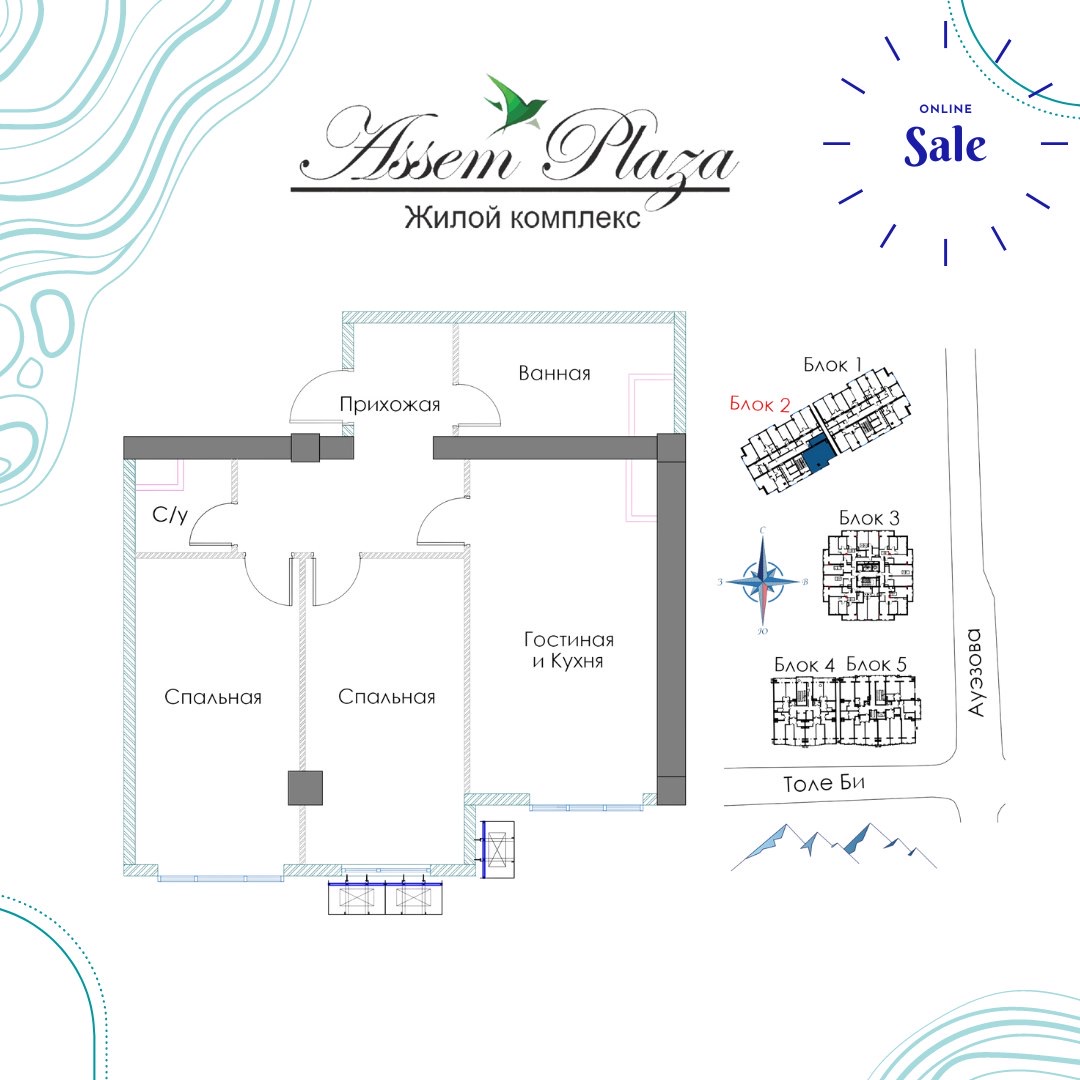 Assem Plaza
Жилой комплекс
ONLINE
Sale
Прихожая
Ванная
С/у
Спальная
Спальная
Гостиная
и Кухня
Блок 1
Блок 2
Блок 3
С
З
В
Ю
Блок 4
Блок 5
Ауэзова
Толе Би